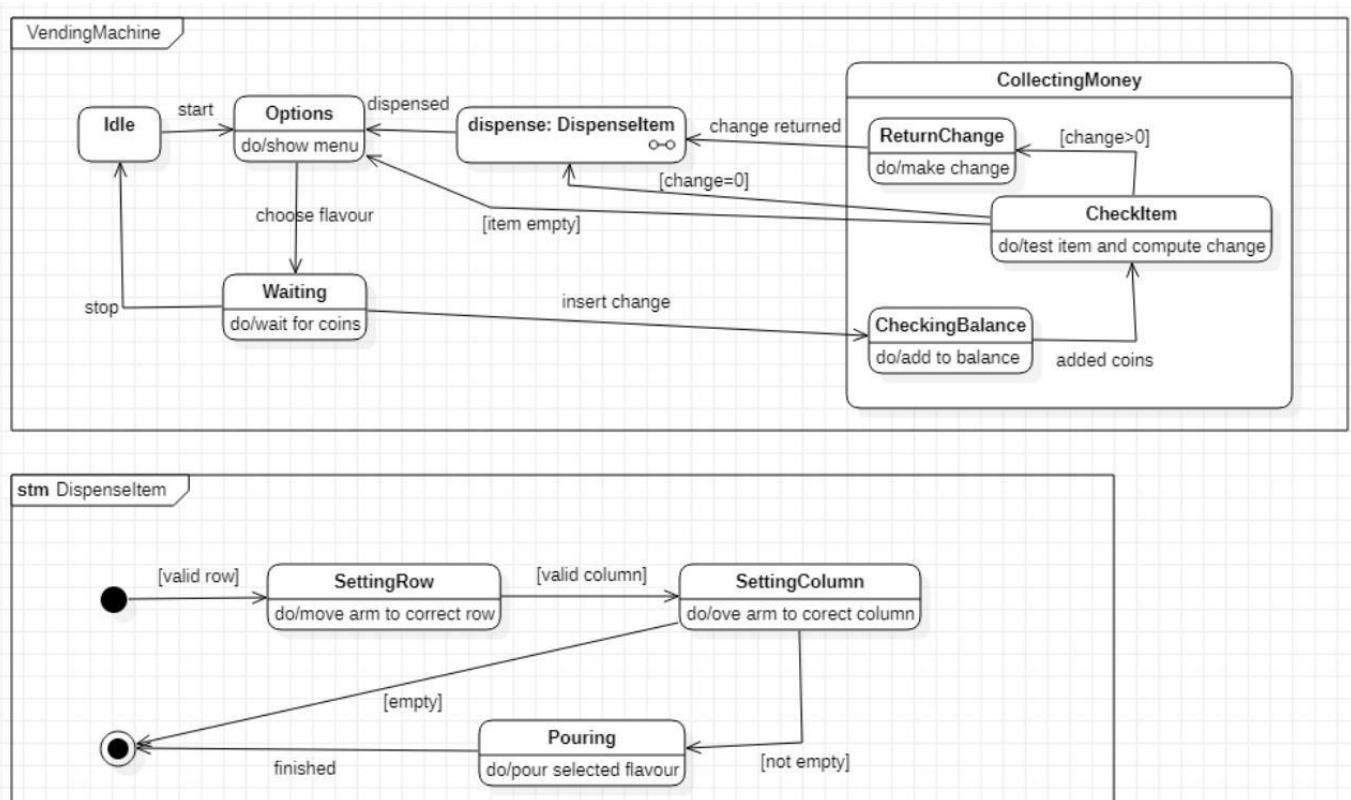 VendingMachine
CollectingMoney
Idle
start
Options
do/show menu
dispensed
dispense: DispenseItem
change returned
ReturnChange
do/make change
[change>0]
[change=0]
CheckItem
do/test item and compute change
choose flavour
[item empty]
Waiting
do/wait for coins
stop
insert change
CheckingBalance
do/add to balance
added coins
stm DispenseItem
[valid row]
SettingRow
do/move arm to correct row
[valid column]
SettingColumn
do/ove arm to corect column
[empty]
Pouring
do/pour selected flavour
[not empty]
finished